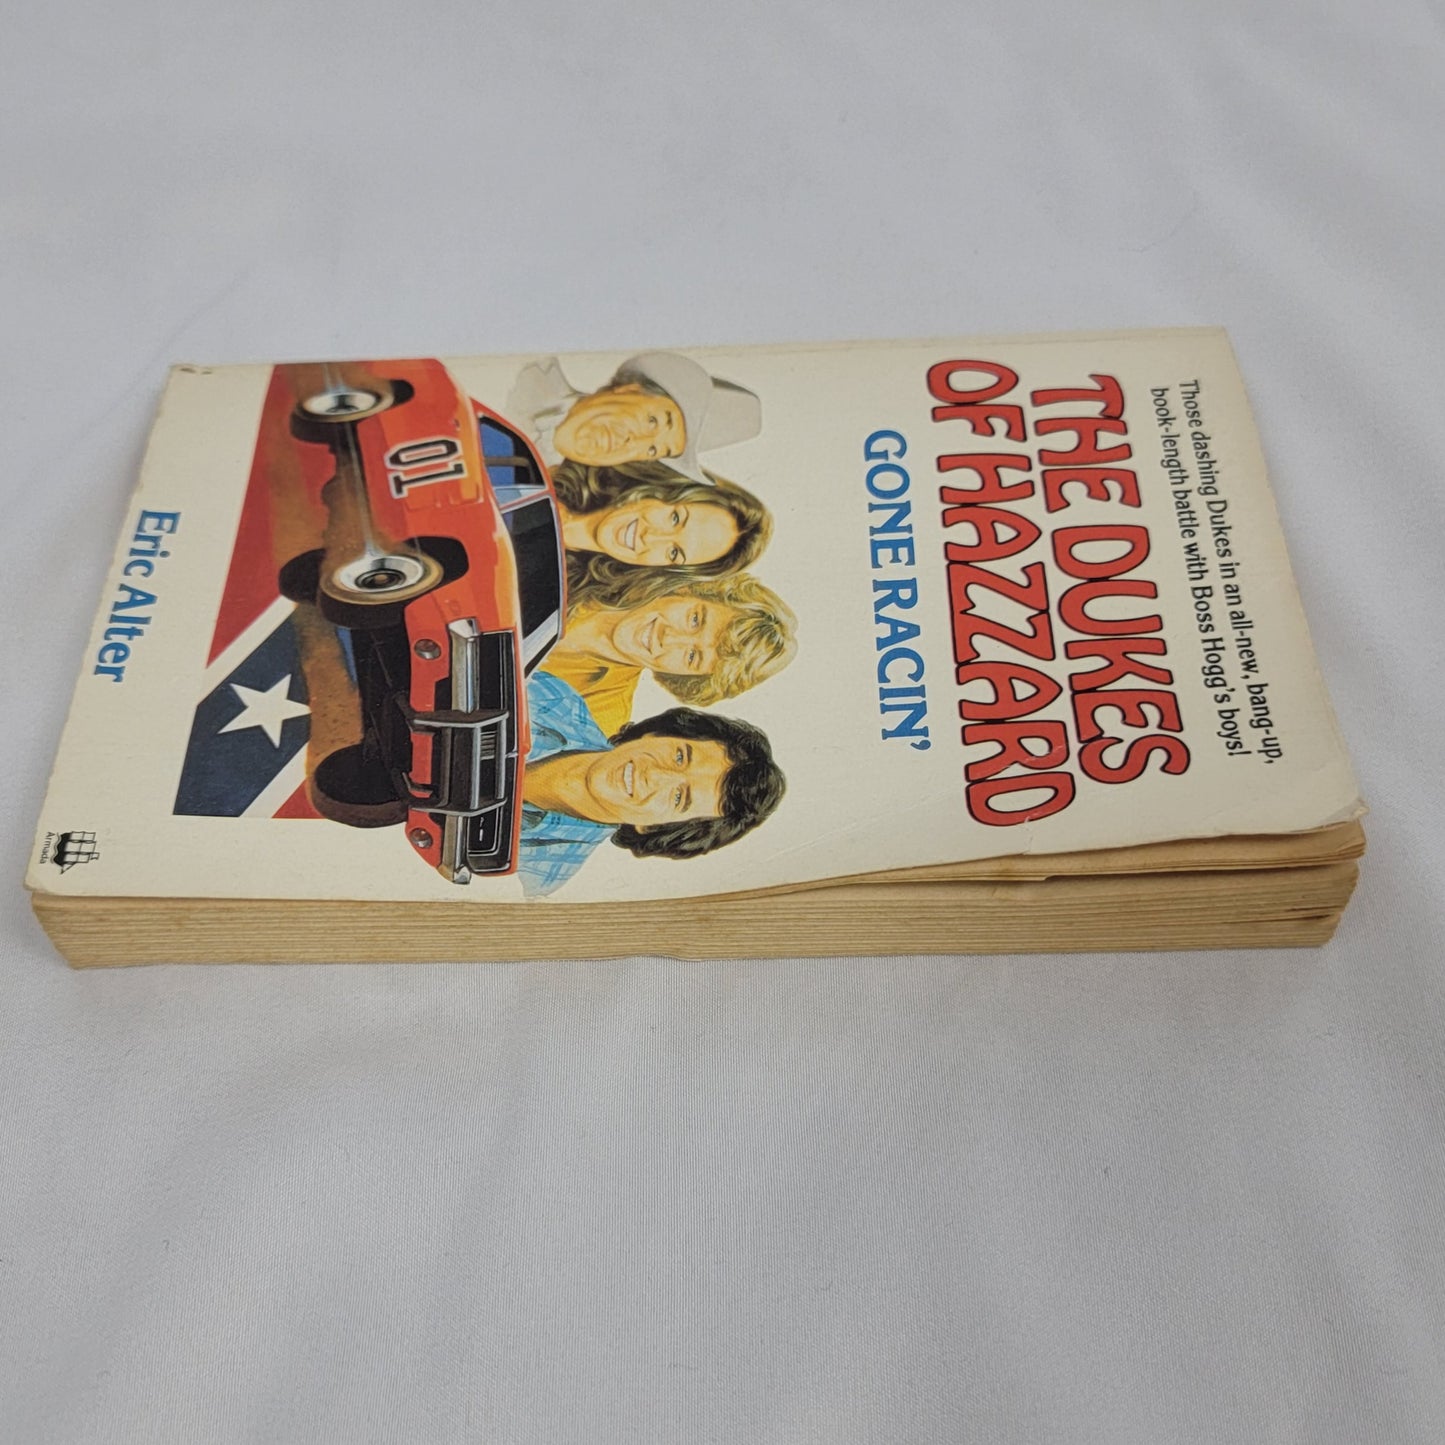 Those dashing Dukes in an all-new, bang-up,
book-length battle with Boss Hogg's boys!
THE DUKES
OF HAZZARD
GONE RACIN'
01
Eric Alter
Armada